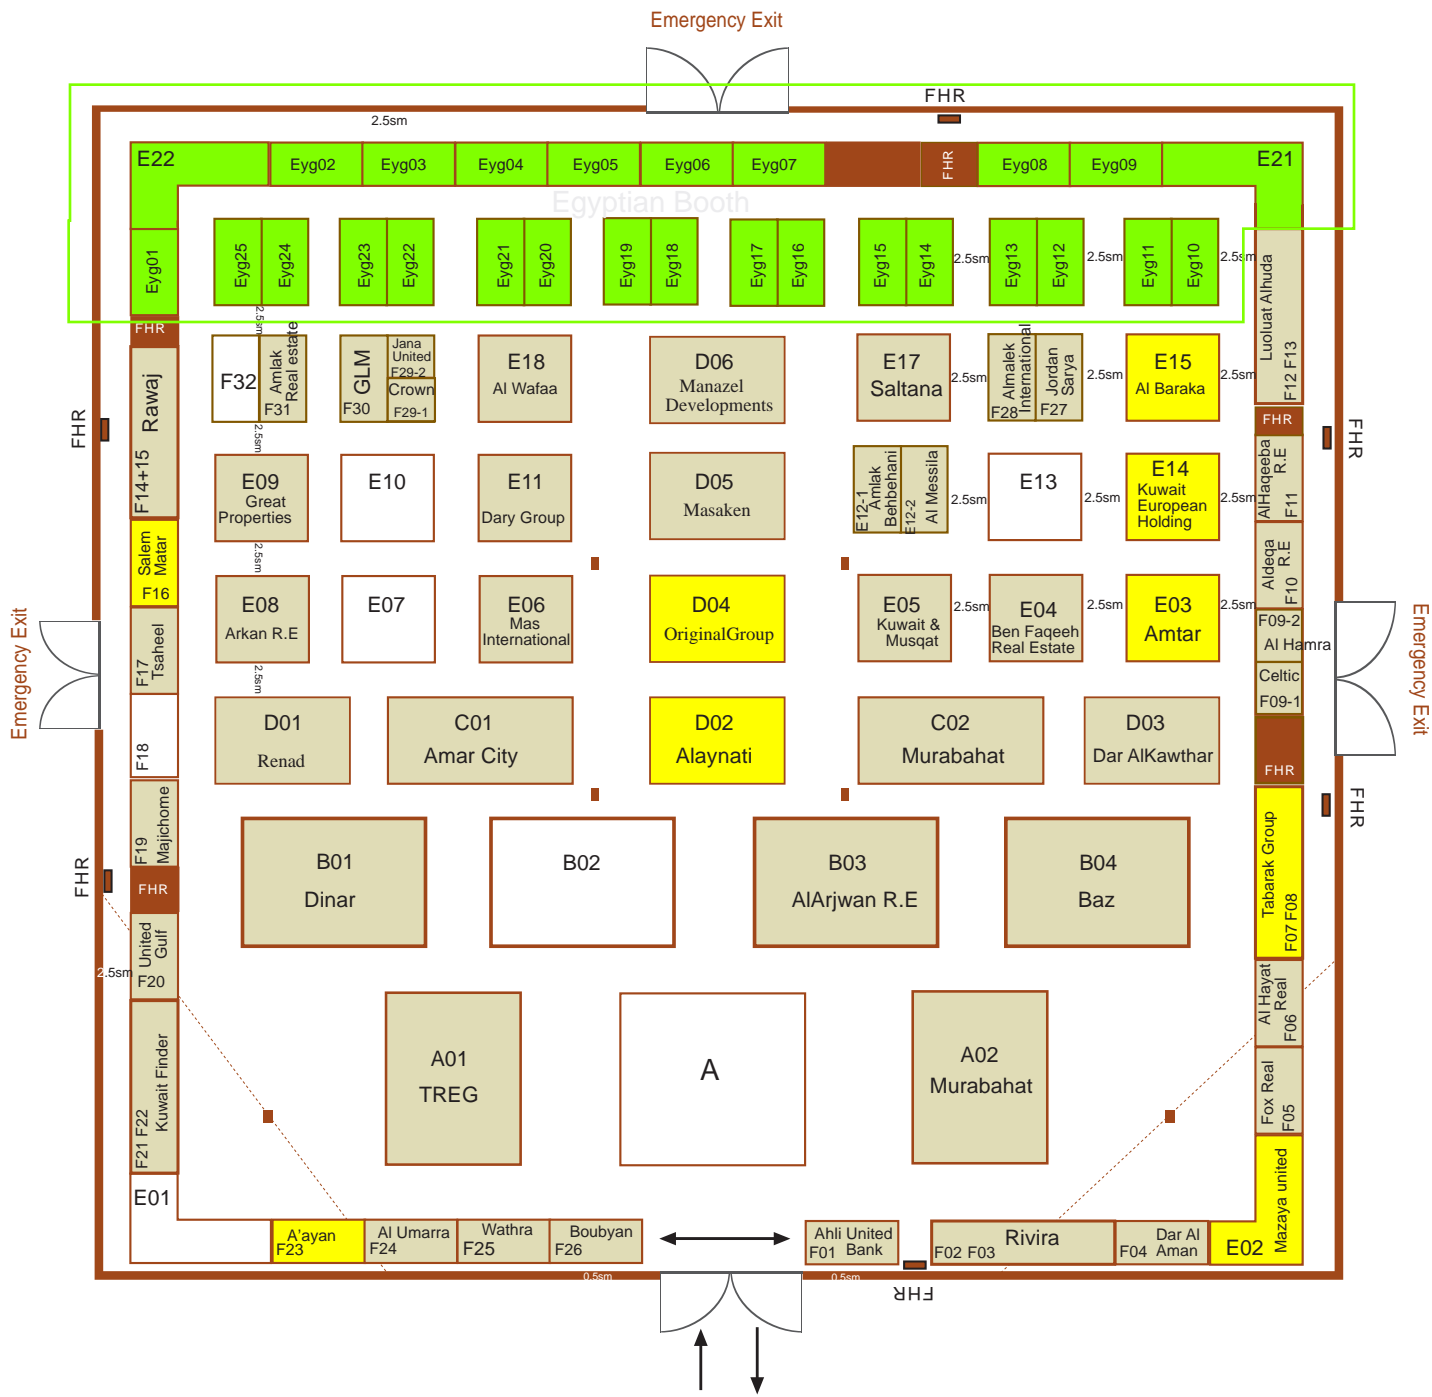 Emergency Exit
FHR
2.5sm
E22
Eyg02
Eyg03
Eyg04
Eyg05
Eyg06
Eyg07
FHR
Eyg08
Eyg09
E21
Egyptian Booth
Eyg01
Eyg25
Eyg24
Eyg23
Eyg22
Eyg21
Eyg20
Eyg19
Eyg18
Eyg17
Eyg16
Eyg15
Eyg14
2.5sm
Eyg13
Eyg12
2.5sm
Eyg11
Eyg10
2.5sm
Luoluat Alhuda
F12 F13
FHR
2.5sm
F32
Amlak
Real estate
F31
GLM
F30
Jana
United
F29-2
Crown
F29-1
E18
Al Wafaa
D06
Manazel
Developments
E17
Saltana
2.5sm
Almalek
International
F28
Jordan
Sarya
F27
2.5sm
E15
Al Baraka
2.5sm
FHR
Rawaj
F14+15
FHR
FHR
2.5sm
E09
Great
Properties
E10
E11
Dary Group
D05
Masaken
E12-1
Amlak
Behbehani
E12-2
Al Messila
2.5sm
E13
2.5sm
E14
Kuwait
European
Holding
2.5sm
AlHaqeeba
R.E
F11
Salem
Matar
F16
2.5sm
Aldeqa
R.E
F10
E08
Arkan R.E
E07
E06
Mas
International
D04
OriginalGroup
E05
Kuwait &
Musqat
2.5sm
E04
Ben Faqeeh
Real Estate
2.5sm
E03
Amtar
2.5sm
F09-2
Al Hamra
Celtic
F09-1
Emergency Exit
Emergency Exit
F17
Tsaheel
2.5sm
F18
D01
Renad
C01
Amar City
D02
Alaynati
C02
Murabahat
D03
Dar AlKawthar
FHR
F19
Majichome
FHR
FHR
FHR
B01
Dinar
B02
B03
AlArjwan R.E
B04
Baz
Tabarak Group
F07 F08
United
Gulf
F20
2.5sm
Al Hayat
Real
F06
F21 F22
Kuwait Finder
A01
TREG
A
A02
Murabahat
Fox Real
F05
E01
A'ayan
F23
Al Umarra
F24
Wathra
F25
Boubyan
F26
Ahli United
F01 Bank
Rivira
F02 F03
Dar Al
F04 Aman
E02
Mazaya united
0.5sm
0.5sm
FHR